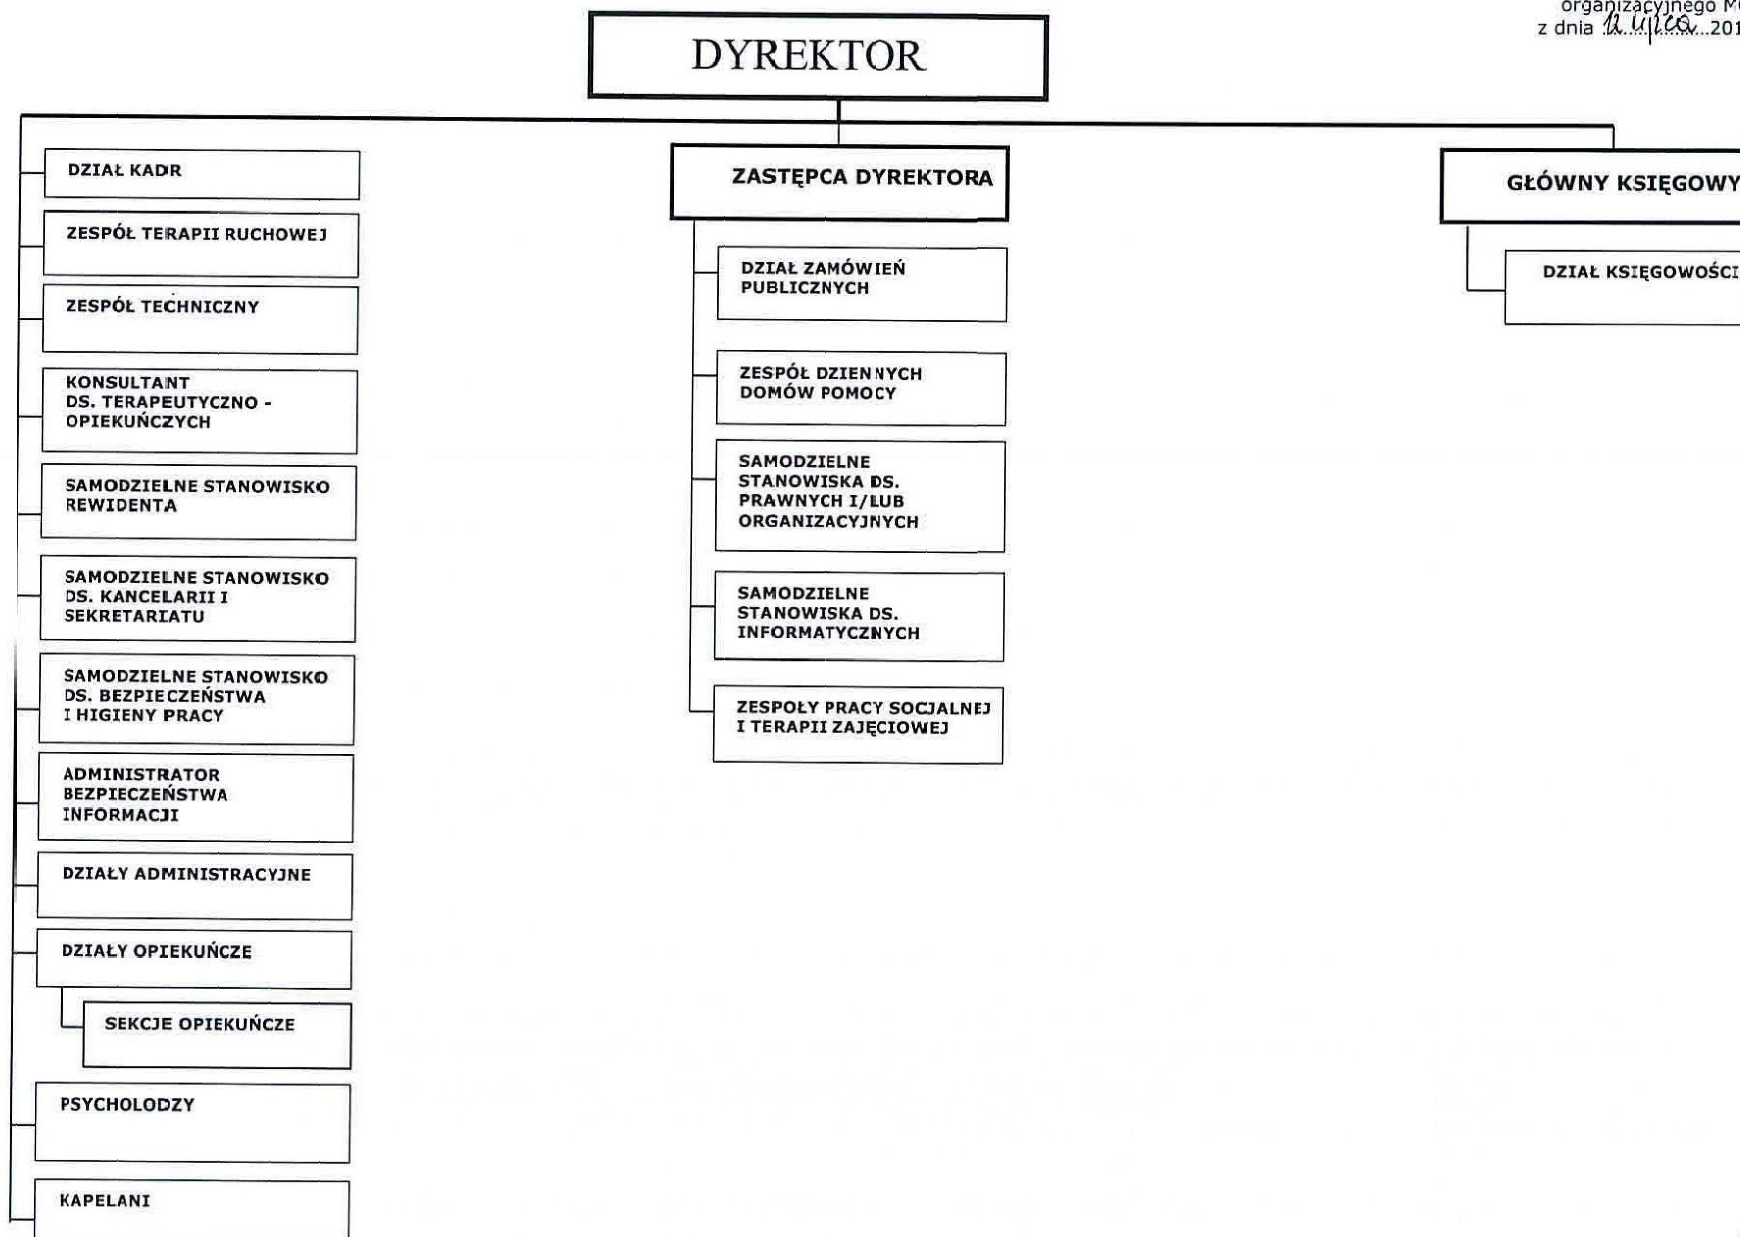 organizacyjnego M
z dnia 12 lipca 201
DYREKTOR
DZIAŁ KADR
ZESPÓŁ TERAPII RUCHOWEJ
ZESPÓŁ TECHNICZNY
KONSULTANT
DS. TERAPEUTYCZNO -
OPIEKUŃCZYCH
SAMODZIELNE STANOWISKO
REWIDENTA
SAMODZIELNE STANOWISKO
DS. KANCELARII I
SEKRETARIATU
SAMODZIELNE STANOWISKO
DS. BEZPIECZEŃSTWA
I HIGIENY PRACY
ADMINISTRATOR
BEZPIECZEŃSTWA
INFORMACJI
DZIAŁY ADMINISTRACYJNE
DZIAŁY OPIEKUŃCZE
SEKCJE OPIEKUŃCZE
PSYCHOLODZY
KAPELANI
ZASTĘPCA DYREKTORA
DZIAŁ ZAMÓWIEŃ
PUBLICZNYCH
ZESPÓŁ DZIENNYCH
DOMÓW POMOCY
SAMODZIELNE
STANOWISKA DS.
PRAWNYCH I/LUB
ORGANIZACYJNYCH
SAMODZIELNE
STANOWISKA DS.
INFORMATYCZNYCH
ZESPOŁY PRACY SOCJALNEJ
I TERAPII ZAJĘCIOWEJ
GŁÓWNY KSIĘGOWY
DZIAŁ KSIĘGOWOŚCI